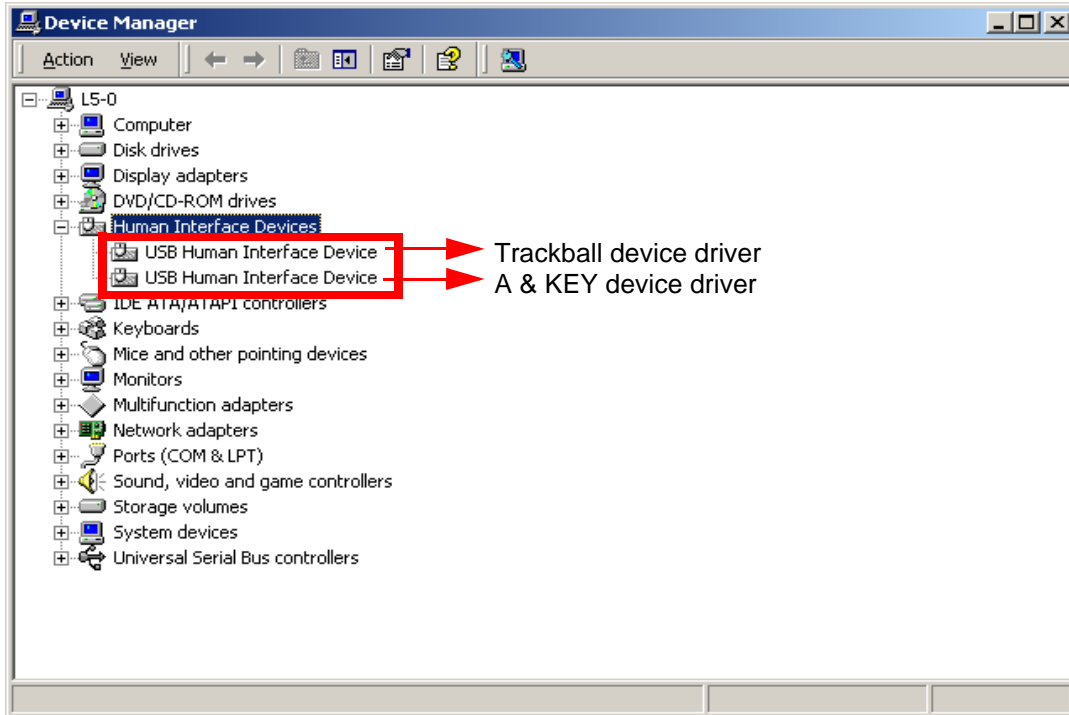 Device Manager
Action View
L5-0
Computer
Disk drives
Display adapters
DVD/CD-ROM drives
Human Interface Devices
USB Human Interface Device Trackball device driver
USB Human Interface Device A & KEY device driver
IDE ATA/ATAPI controllers
Keyboards
Mice and other pointing devices
Monitors
Multifunction adapters
Network adapters
Ports (COM & LPT)
Sound, video and game controllers
Storage volumes
System devices
Universal Serial Bus controllers